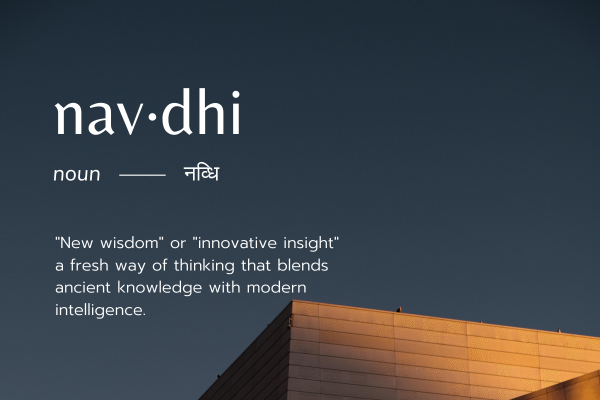 nav·dhi
noun —— नव्धि
"New wisdom" or "innovative insight"
a fresh way of thinking that blends
ancient knowledge with modern
intelligence.